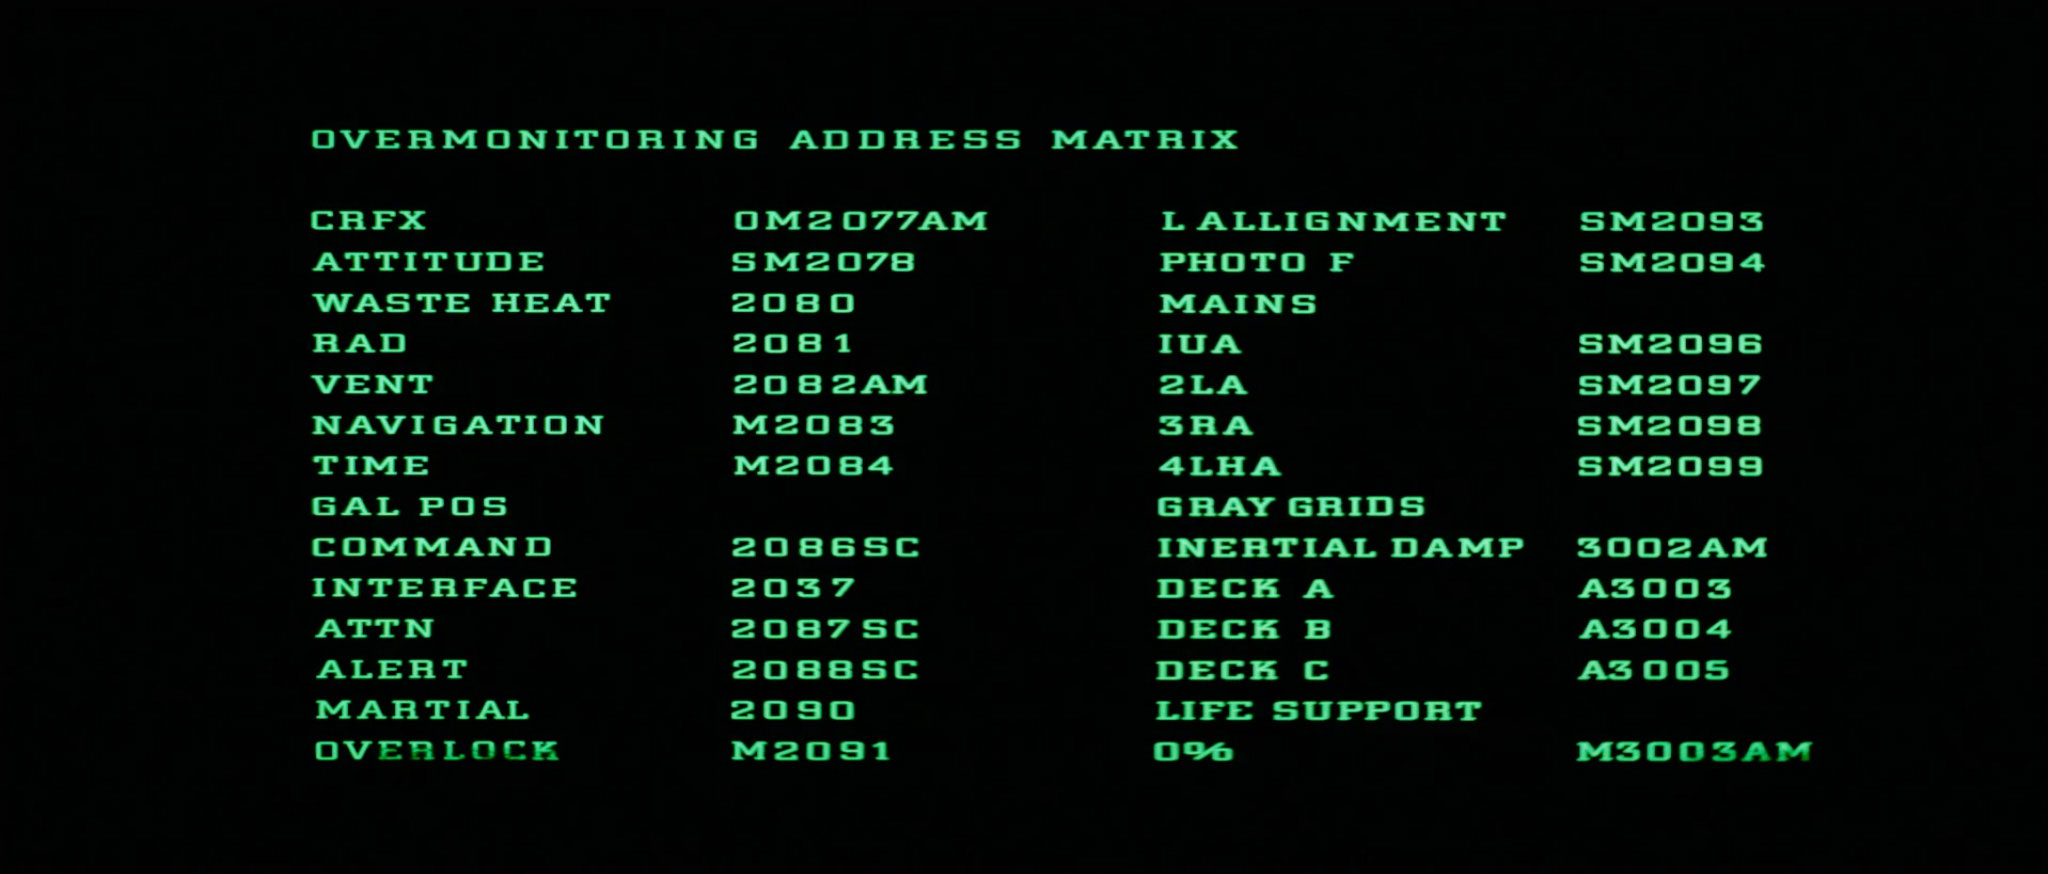 OVERMONITORING ADDRESS MATRIX
CRFX 0M2077AM L ALLIGNMENT SM2093
ATTITUDE SM2078 PHOTO F SM2094
WASTE HEAT 2080 MAINS
RAD 2081 IUA SM2096
VENT 2082AM 2LA SM2097
NAVIGATION M2083 3RA SM2098
TIME M2084 4LHA SM2099
GAL POS GRAY GRIDS
COMMAND 2086SC INERTIAL DAMP 3002AM
INTERFACE 2037 DECK A A3003
ATTN 2087SC DECK B A3004
ALERT 2088SC DECK C A3005
MARTIAL 2090 LIFE SUPPORT
OVERLOCK M2091 0% M3003AM